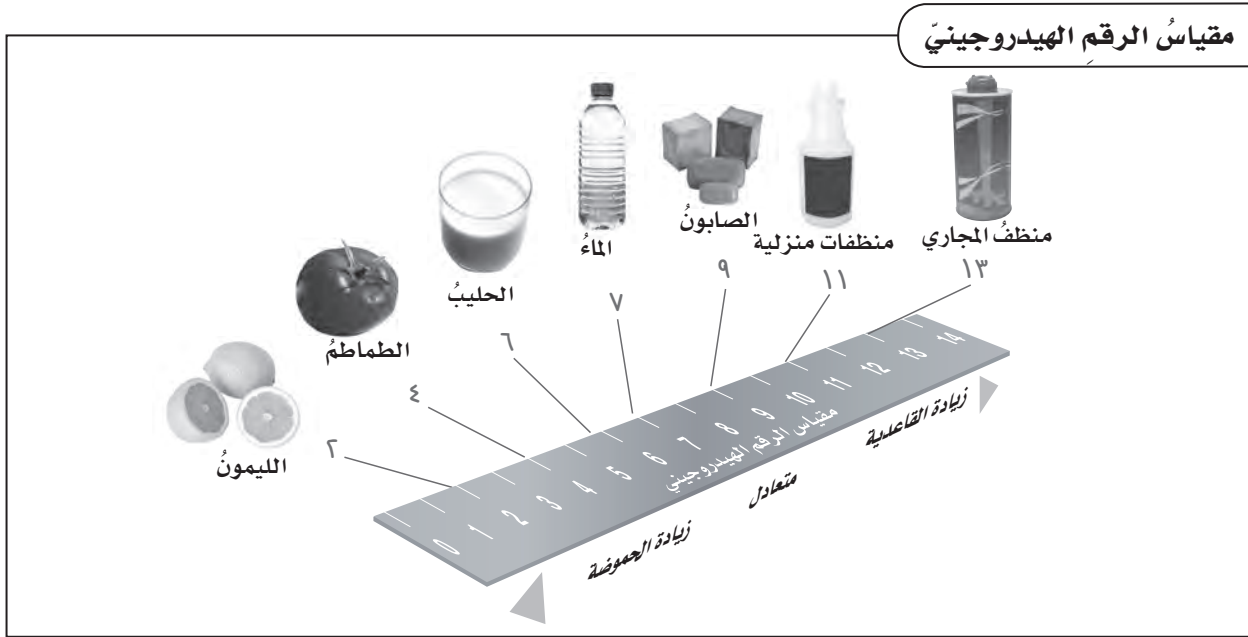 مقياسُ الرقمِ الهيدروجينيّ
منظفُ المجاري
١٣
منظفات منزلية
١١
الصابونُ
٩
الماءُ
٧
الحليبُ
٦
الطماطمُ
٤
الليمونُ
٢
0 1 2 3 4 5 6 7 8 9 10 11 12 13 14
مقياس الرقم الهيدروجيني
زيادة القاعدية
متعادل
زيادة الحموضة